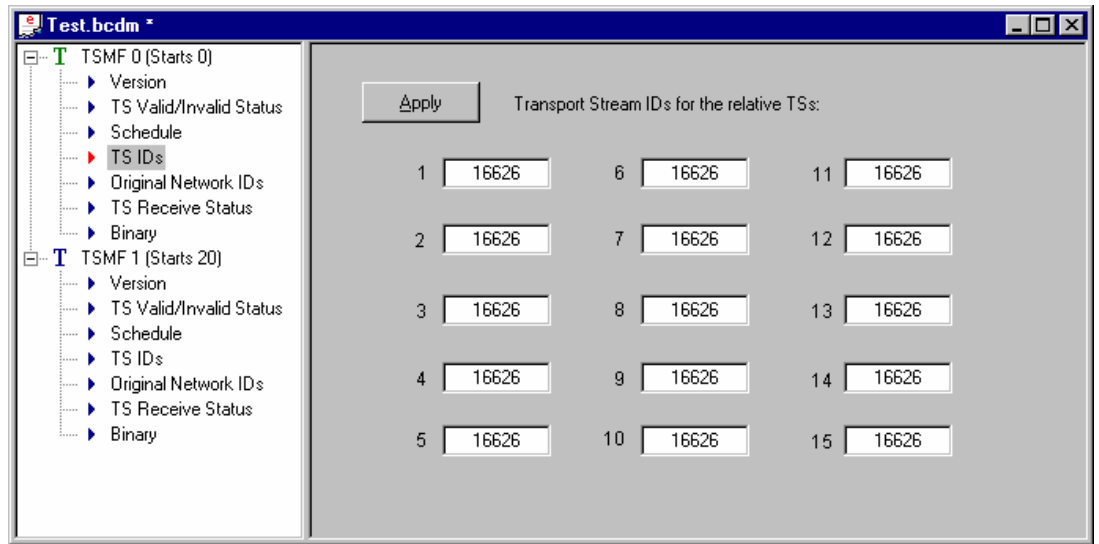 Test.bcdm *
T TSMF 0 (Starts 0)
Version
TS Valid/Invalid Status
Schedule
TS IDs
Original Network IDs
TS Receive Status
Binary
T TSMF 1 (Starts 20)
Version
TS Valid/Invalid Status
Schedule
TS IDs
Original Network IDs
TS Receive Status
Binary
Apply Transport Stream IDs for the relative TSs:
1 16626 6 16626 11 16626
2 16626 7 16626 12 16626
3 16626 8 16626 13 16626
4 16626 9 16626 14 16626
5 16626 10 16626 15 16626